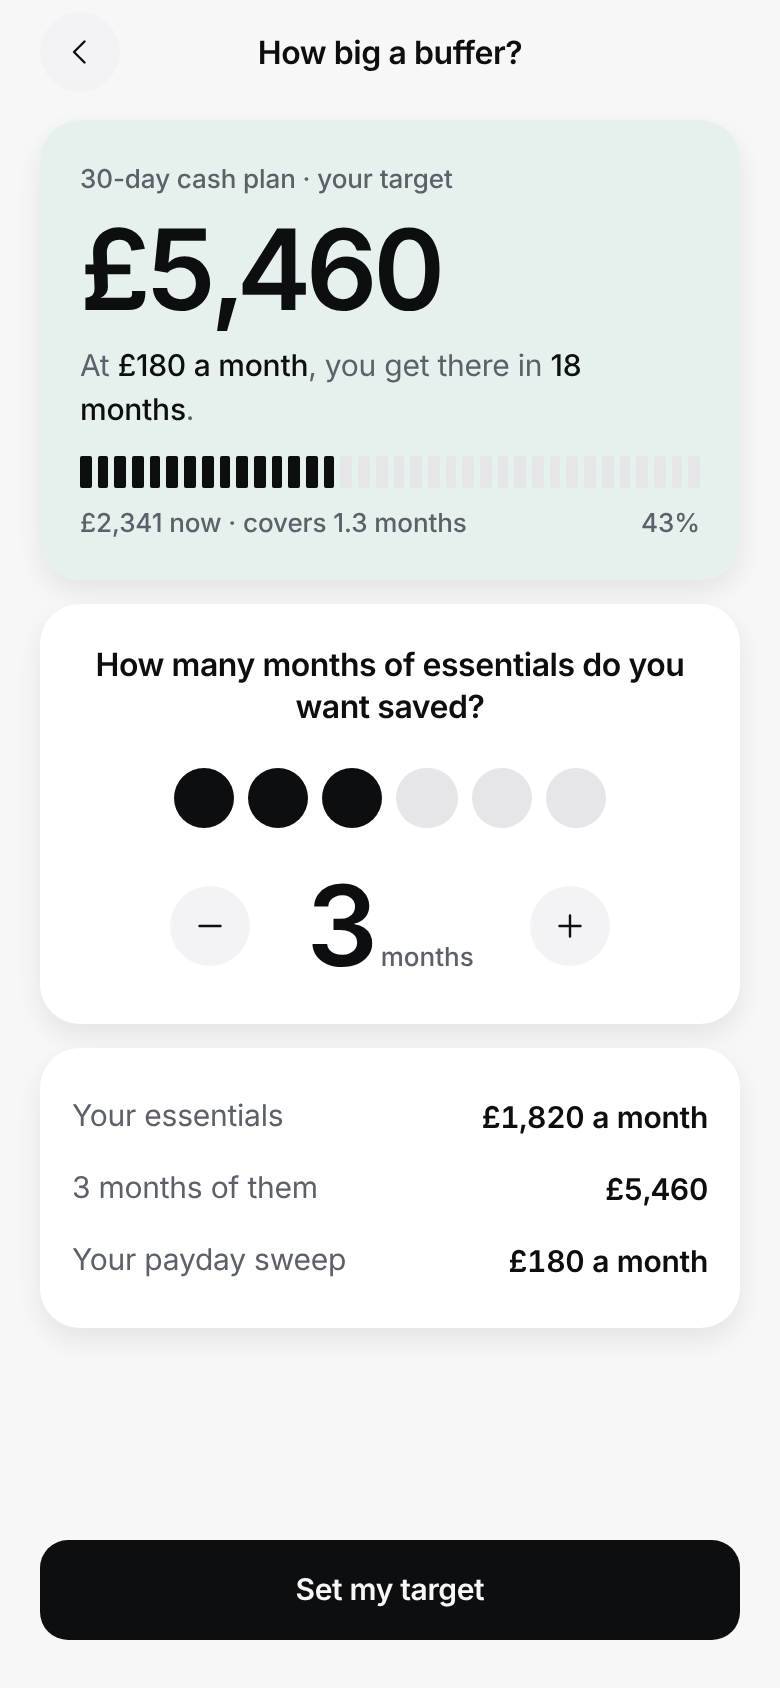 How big a buffer?
30-day cash plan · your target
£5,460
At £180 a month, you get there in 18
months.
£2,341 now · covers 1.3 months 43%
How many months of essentials do you
want saved?
3 months
Your essentials £1,820 a month
3 months of them £5,460
Your payday sweep £180 a month
Set my target